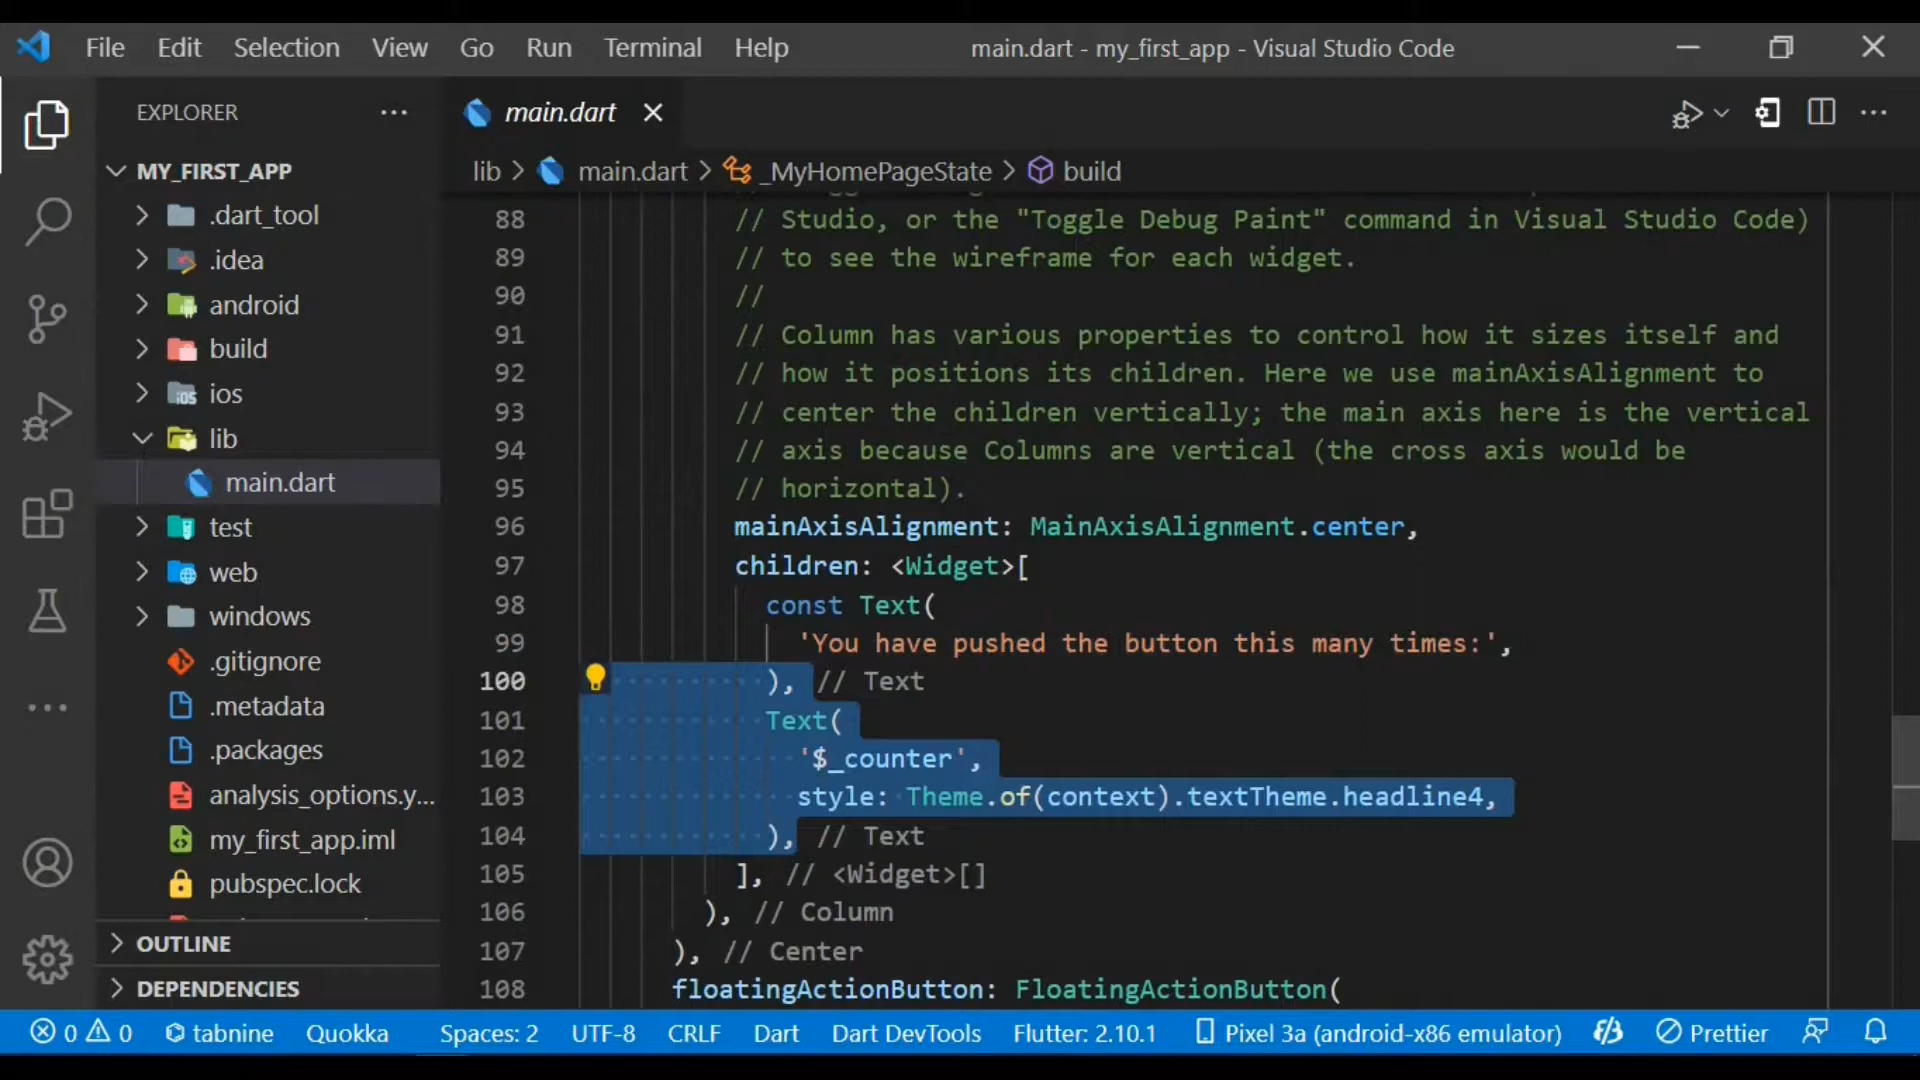 File Edit Selection View Go Run Terminal Help main.dart - my_first_app - Visual Studio Code
EXPLORER
MY_FIRST_APP
.dart_tool
.idea
android
build
ios
lib
main.dart
test
web
windows
.gitignore
.metadata
.packages
analysis_options.y...
my_first_app.iml
pubspec.lock
OUTLINE
DEPENDENCIES
main.dart
lib > main.dart > _MyHomePageState > build
88 // Studio, or the "Toggle Debug Paint" command in Visual Studio Code)
89 // to see the wireframe for each widget.
90 //
91 // Column has various properties to control how it sizes itself and
92 // how it positions its children. Here we use mainAxisAlignment to
93 // center the children vertically; the main axis here is the vertical
94 // axis because Columns are vertical (the cross axis would be
95 // horizontal).
96 mainAxisAlignment: MainAxisAlignment.center,
97 children: <Widget>[
98 const Text(
99 'You have pushed the button this many times:',
100 ), // Text
101 Text(
102 '$_counter',
103 style: Theme.of(context).textTheme.headline4,
104 ), // Text
105 ], // <Widget>[]
106 ), // Column
107 ), // Center
108 floatingActionButton: FloatingActionButton(
0 0 tabnine Quokka Spaces: 2 UTF-8 CRLF Dart Dart DevTools Flutter: 2.10.1 Pixel 3a (android-x86 emulator) Prettier